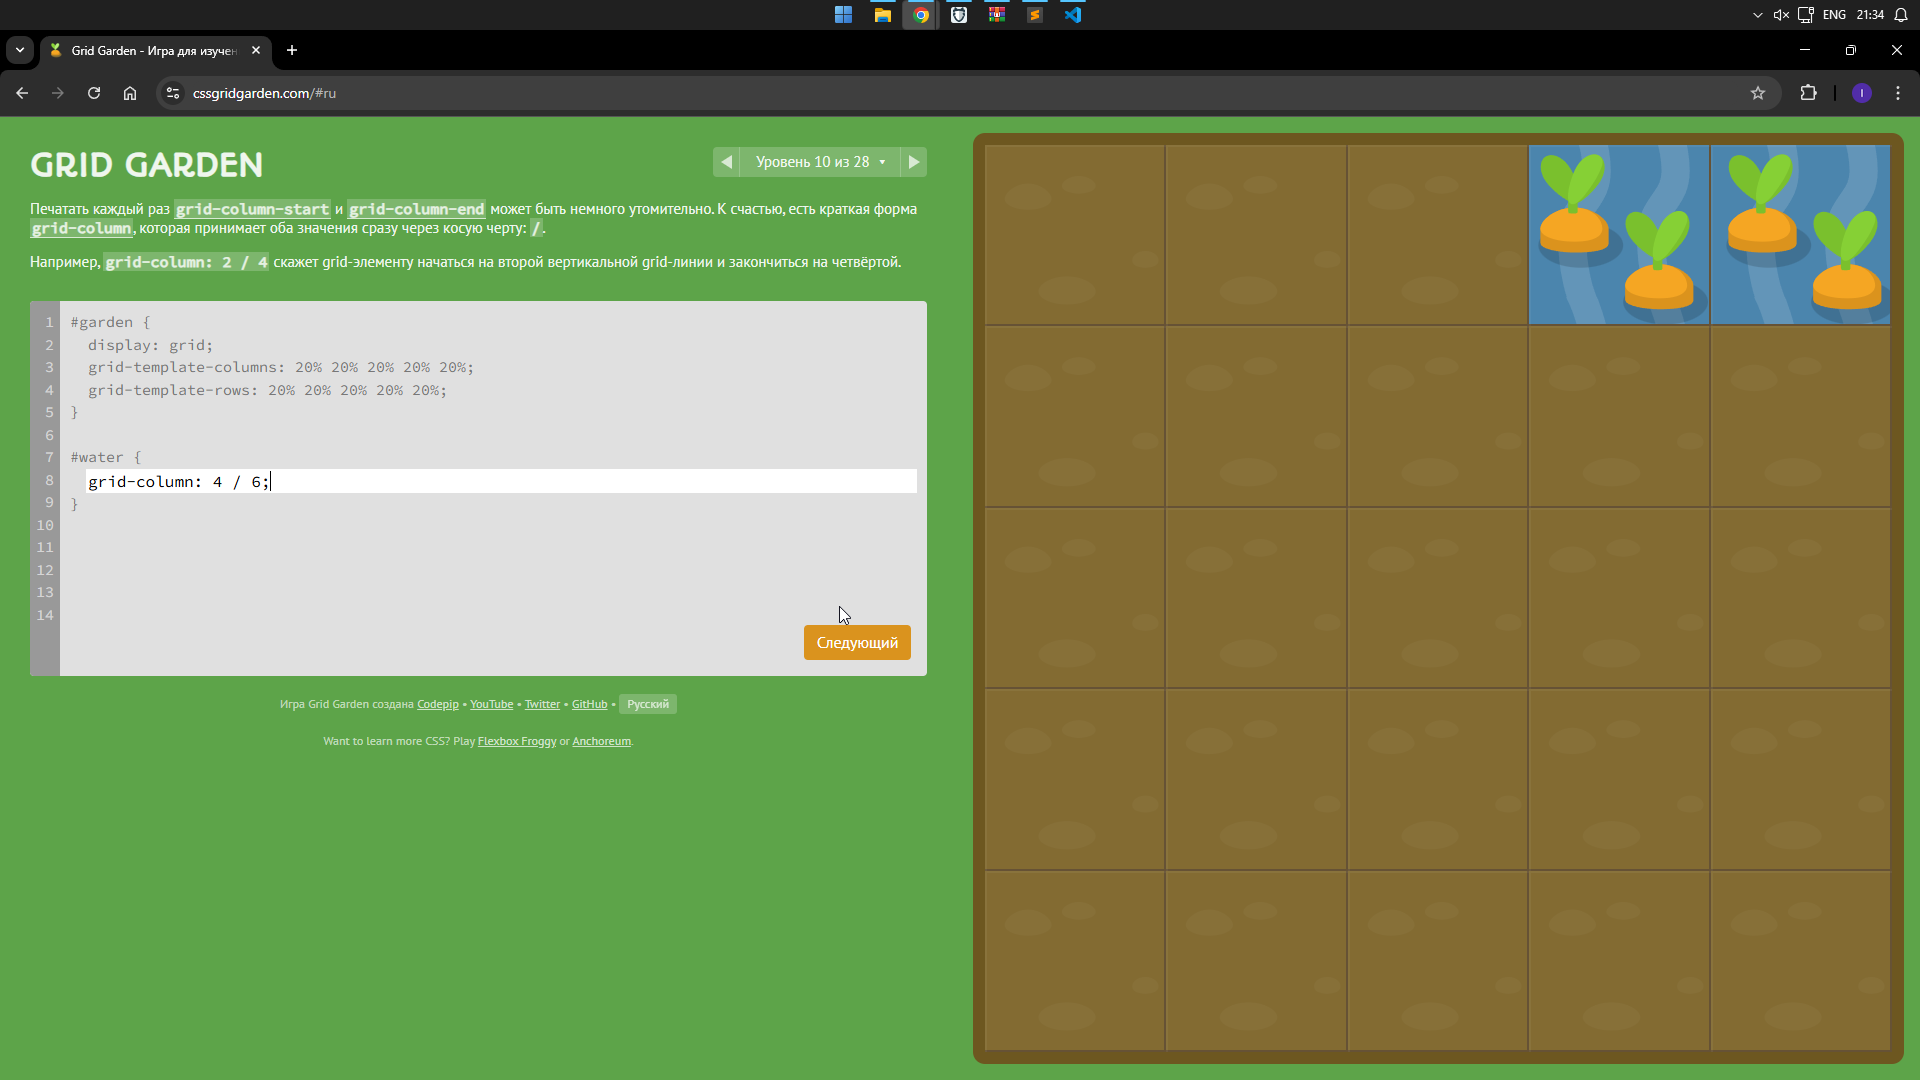 ENG 21:34
Grid Garden - Игра для изучен
cssgridgarden.com/#ru
I
GRID GARDEN
Уровень 10 из 28
Печатать каждый раз grid-column-start и grid-column-end может быть немного утомительно. К счастью, есть краткая форма
grid-column, которая принимает оба значения сразу через косую черту: /.
Например, grid-column: 2 / 4 скажет grid-элементу начаться на второй вертикальной grid-линии и закончиться на четвёртой.
1 #garden {
2 display: grid;
3 grid-template-columns: 20% 20% 20% 20% 20%;
4 grid-template-rows: 20% 20% 20% 20% 20%;
5 }
6
7 #water {
8 grid-column: 4 / 6;
9 }
10
11
12
13
14
Следующий
Игра Grid Garden создана Codepip • YouTube • Twitter • GitHub • Русский
Want to learn more CSS? Play Flexbox Froggy or Anchoreum.